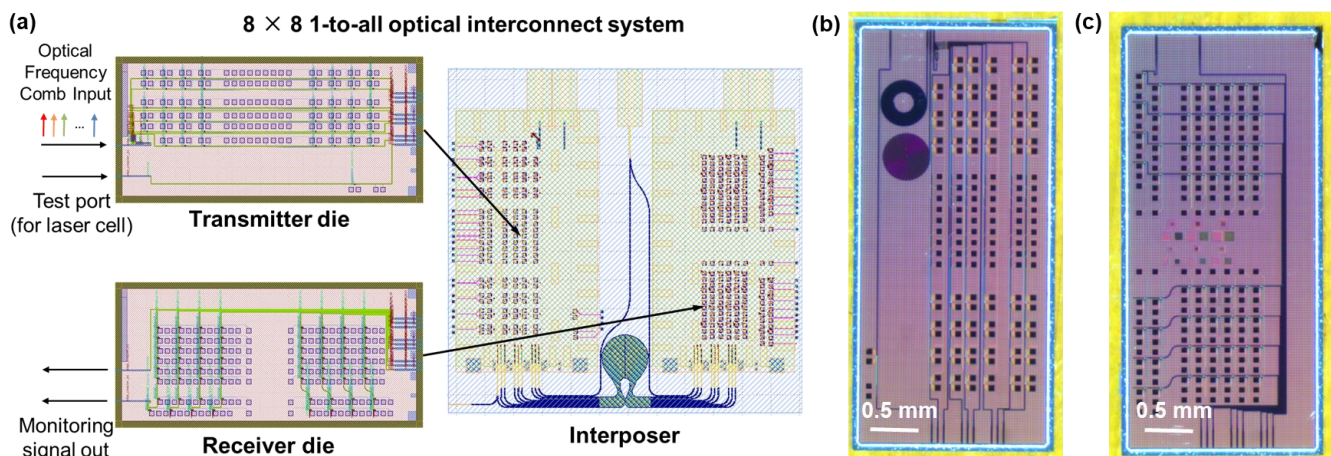 (a)
8 × 8 1-to-all optical interconnect system
(b)
(c)
Optical
Frequency
Comb Input
...
Test port
(for laser cell)
Transmitter die
Monitoring
signal out
Receiver die
Interposer
0.5 mm
0.5 mm